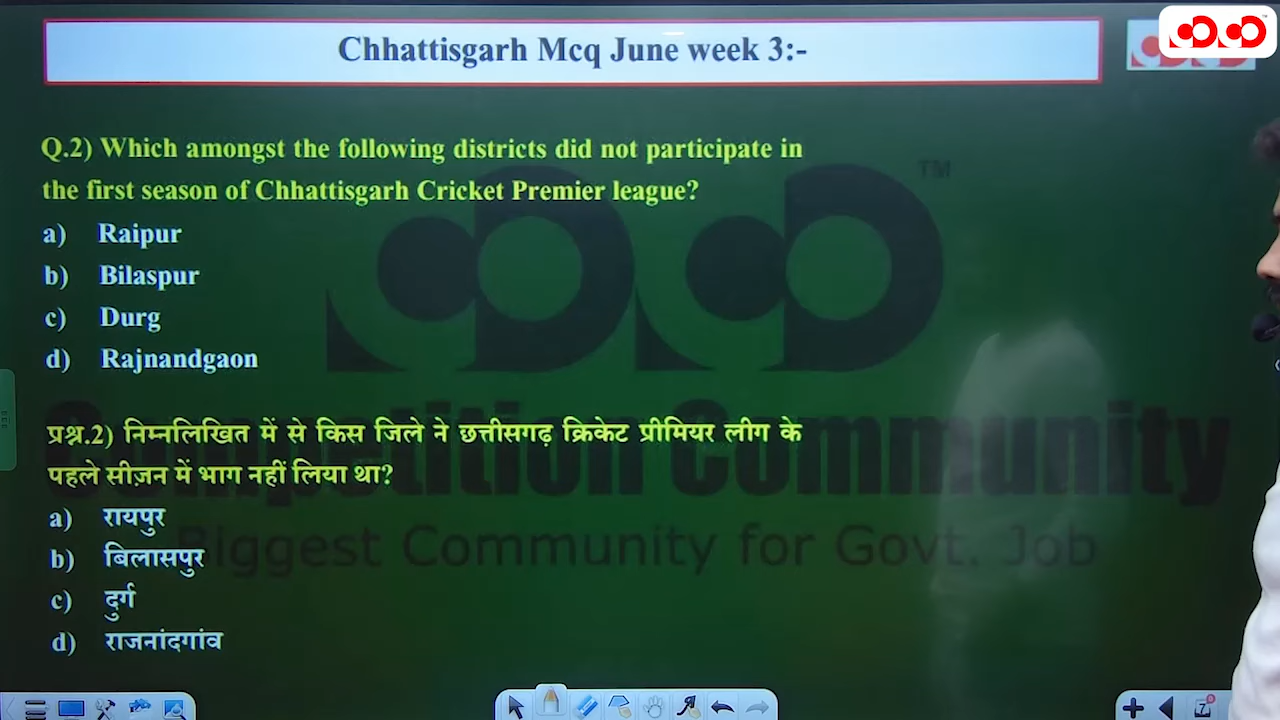 Chhattisgarh Mcq June week 3:-
Q.2) Which amongst the following districts did not participate in
the first season of Chhattisgarh Cricket Premier league?
a) Raipur
b) Bilaspur
c) Durg
d) Rajnandgaon
प्रश्न.2) निम्नलिखित में से किस जिले ने छत्तीसगढ़ क्रिकेट प्रीमियर लीग के
पहले सीज़न में भाग नहीं लिया था?
a) रायपुर
b) बिलासपुर
c) दुर्ग
d) राजनांदगांव
TM
Competition Community
Biggest Community for Govt. Job
7